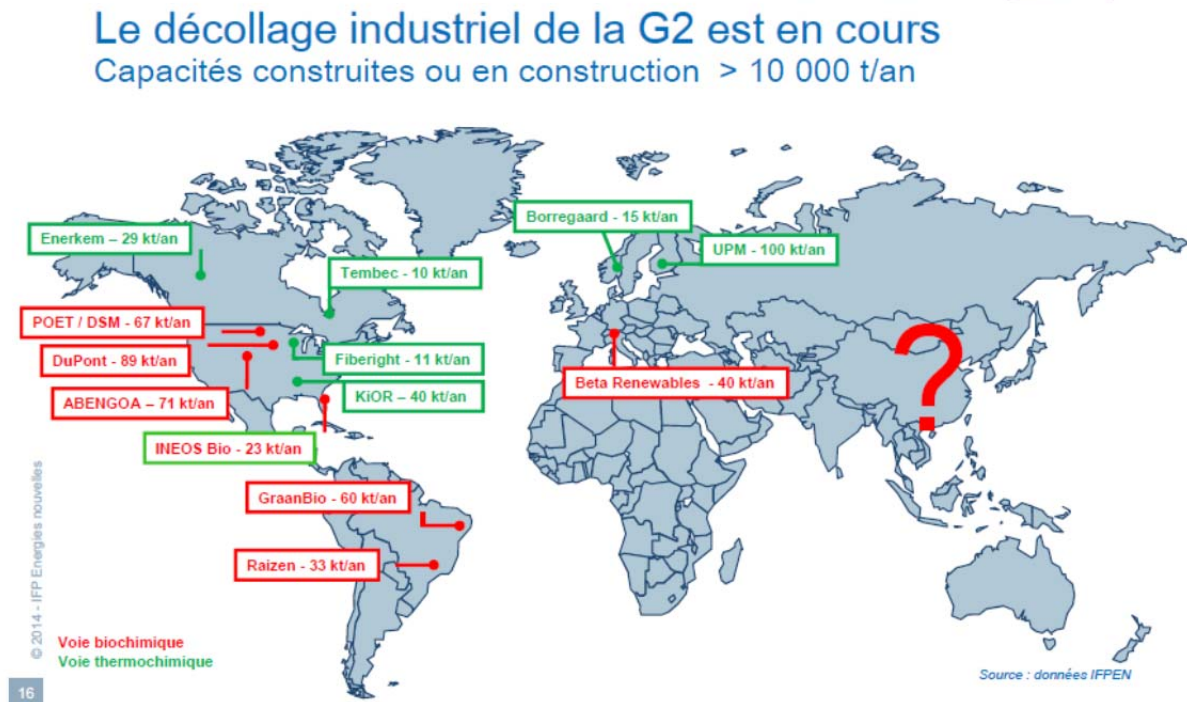 Le décollage industriel de la G2 est en cours
Capacités construites ou en construction > 10 000 t/an
Borregaard - 15 kt/an
Enerkem – 29 kt/an
UPM - 100 kt/an
Tembec - 10 kt/an
POET / DSM - 67 kt/an
DuPont - 89 kt/an
Fiberight - 11 kt/an
?
Beta Renewables - 40 kt/an
ABENGOA – 71 kt/an
KiOR – 40 kt/an
INEOS Bio - 23 kt/an
GraanBio - 60 kt/an
Raizen - 33 kt/an
© 2014 - IFP Energies nouvelles
Voie biochimique
Voie thermochimique
Source : données IFPEN
16